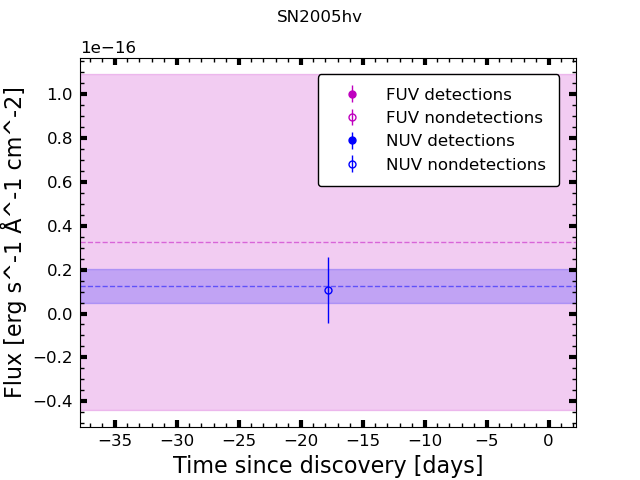 SN2005hv
1e−16
FUV detections
FUV nondetections
NUV detections
NUV nondetections
1.0
0.8
0.6
0.4
0.2
0.0
−0.2
−0.4
Flux [erg s^-1 Å^-1 cm^-2]
−35 −30 −25 −20 −15 −10 −5 0
Time since discovery [days]